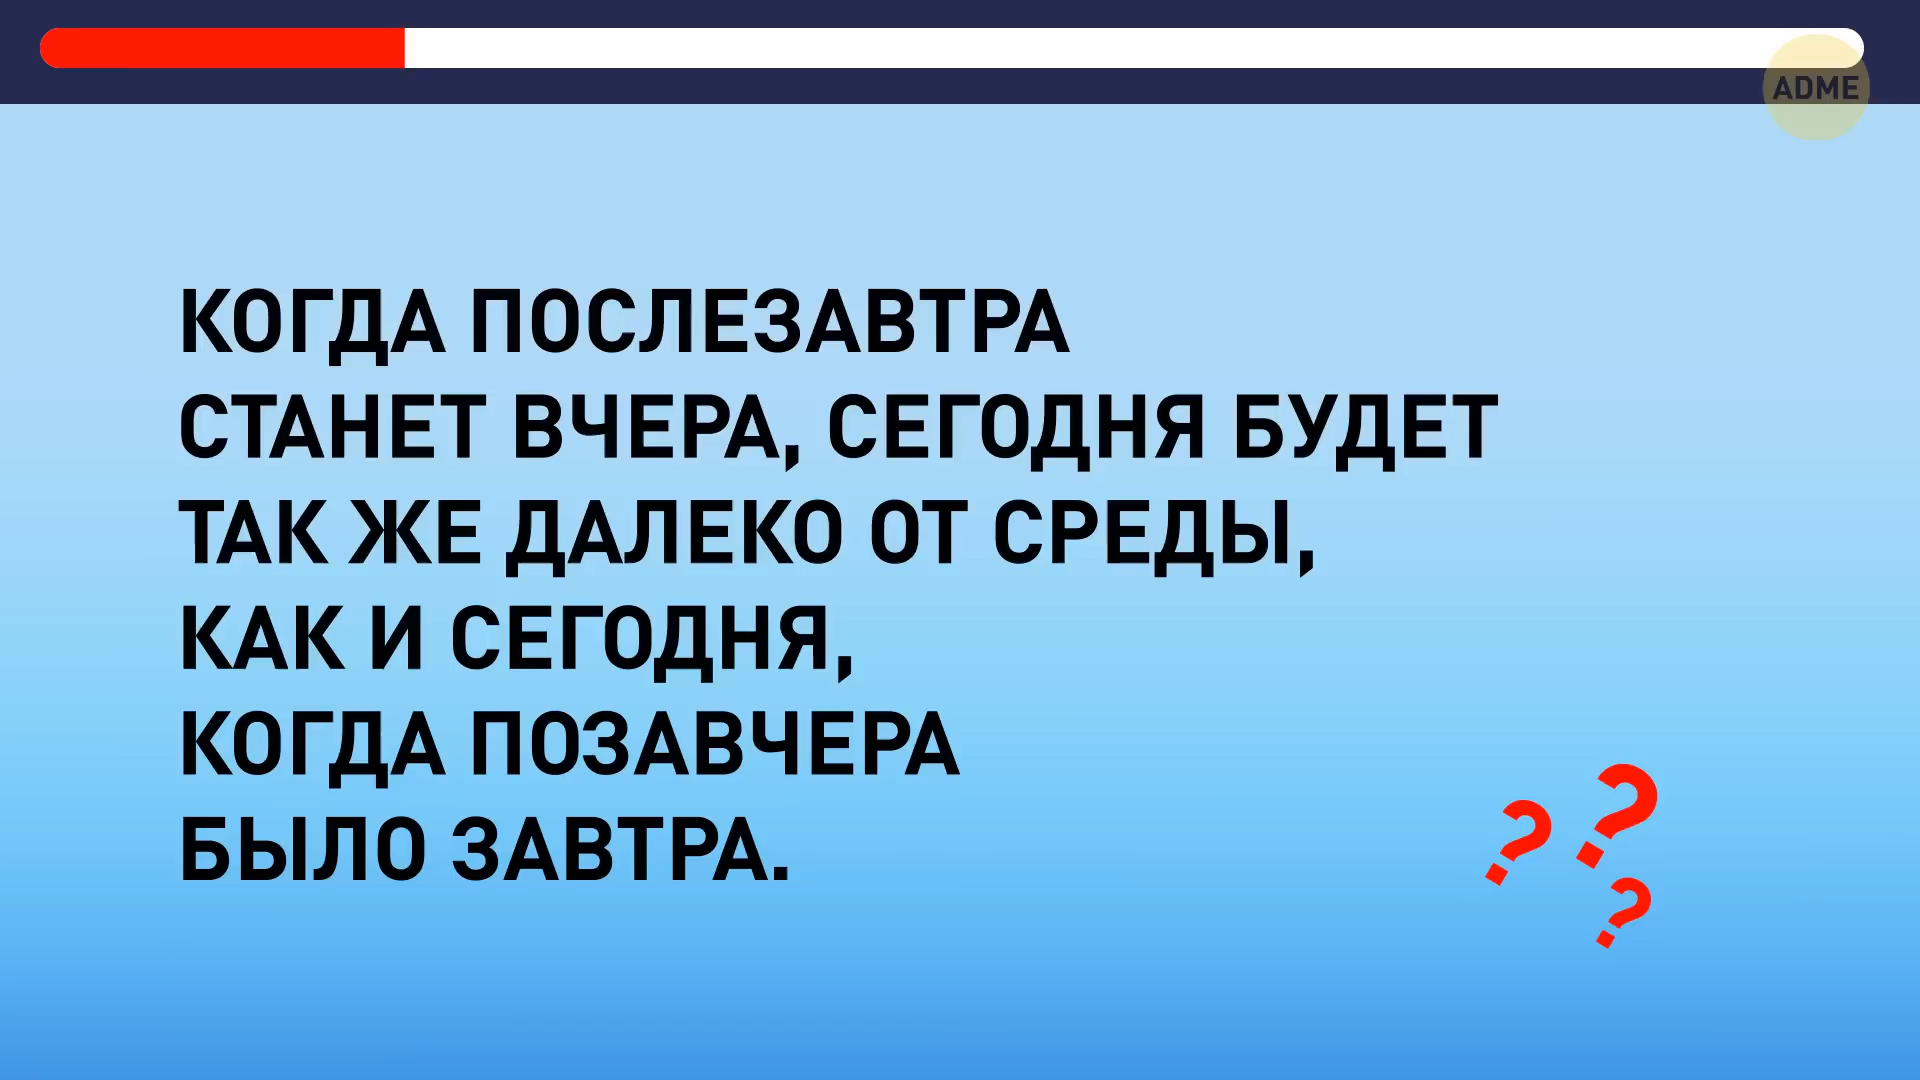 ADME
КОГДА ПОСЛЕЗАВТРА
СТАНЕТ ВЧЕРА, СЕГОДНЯ БУДЕТ
ТАК ЖЕ ДАЛЕКО ОТ СРЕДЫ,
КАК И СЕГОДНЯ,
КОГДА ПОЗАВЧЕРА
БЫЛО ЗАВТРА.
???